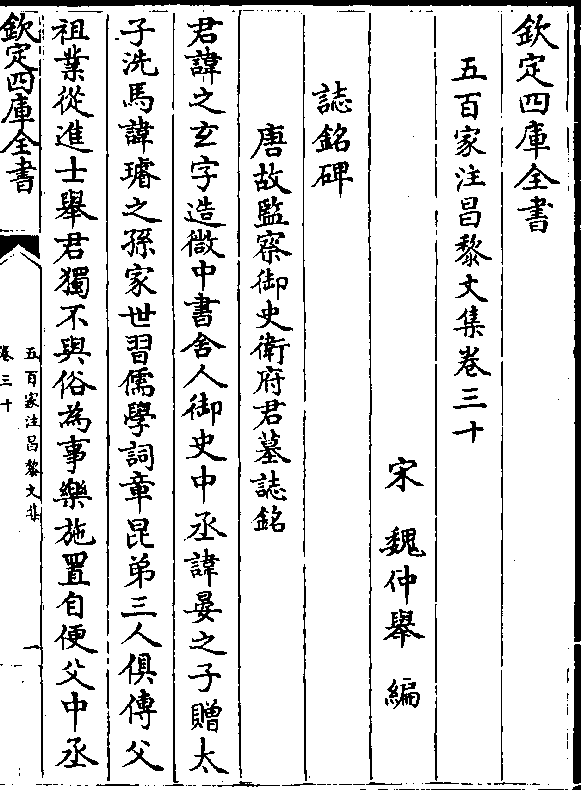 欽定四庫全書
五百家注昌黎文集卷三十
宋 魏仲舉 編
誌銘碑
唐故監察御史衛府君墓誌銘
君諱之玄字造微中書舍人御史中丞諱晏之子贈太
子洗馬諱璿之孫家世習儒學詞章昆弟三人俱傳父
祖業從進士舉君獨不與俗為事樂施置自便父中丞
欽定四庫全書
五百家注昌黎文集
卷三十
一